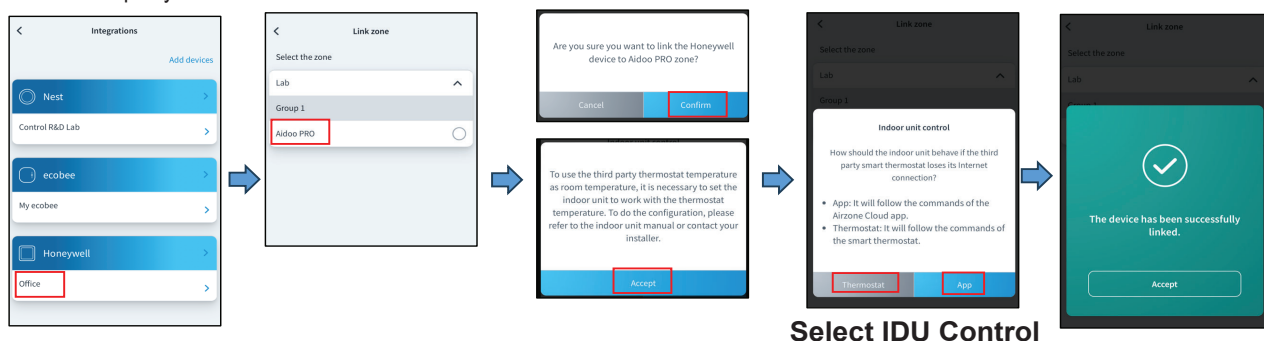 Integrations
Add devices
Nest
Control R&D Lab
ecobee
My ecobee
Honeywell
Office
Link zone
Select the zone
Lab
Group 1
Aidoo PRO
Are you sure you want to link the Honeywell
device to Aidoo PRO zone?
Cancel
Confirm
To use the third party thermostat temperature
as room temperature, it is necessary to set the
indoor unit to work with the thermostat
temperature. To do the configuration, please
refer to the indoor unit manual or contact your
installer.
Accept
Link zone
Select the zone
Lab
Group 1
Indoor unit control
How should the indoor unit behave if the third
party smart thermostat loses its Internet
connection?
• App: It will follow the commands of the
Airzone Cloud app.
• Thermostat: It will follow the commands of
the smart thermostat.
Thermostat
App
Select IDU Control
Link zone
Select the zone
Lab
The device has been successfully
linked.
Accept